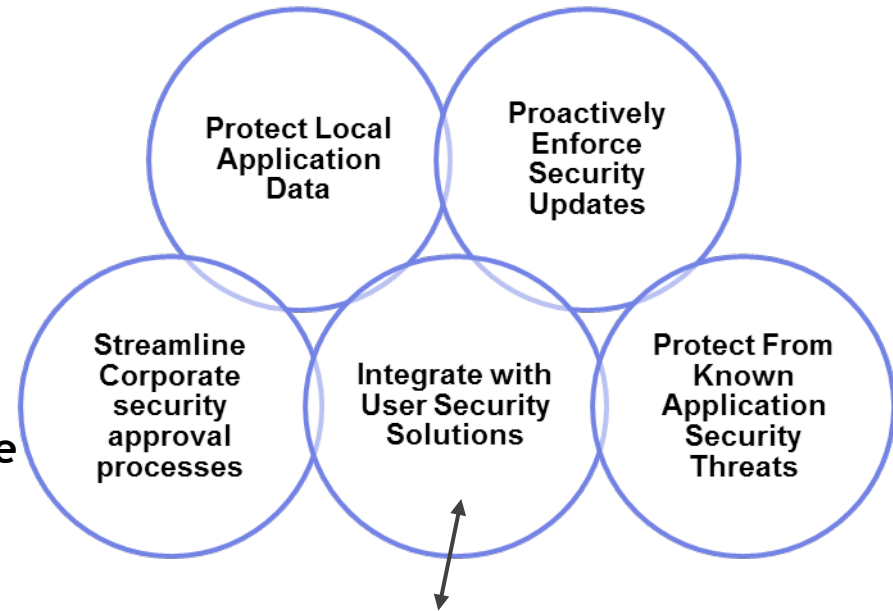 Protect Local
Application
Data
Proactively
Enforce
Security
Updates
Streamline
Corporate
security
approval
processes
Integrate with
User Security
Solutions
Protect From
Known
Application
Security
Threats
e